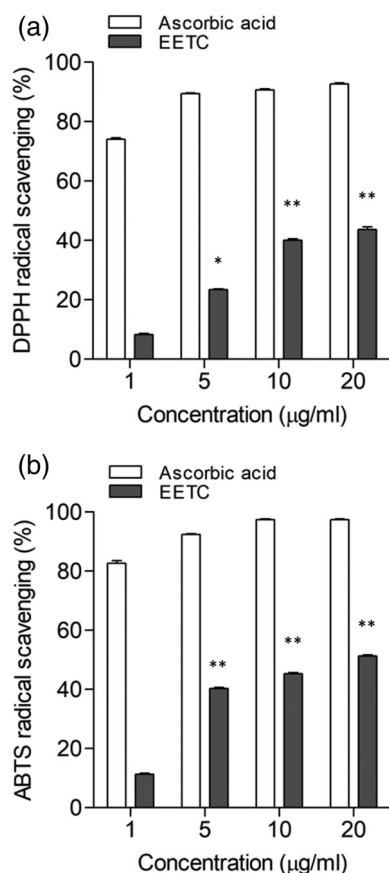 (a)
Ascorbic acid
EETC
DPPH radical scavenging (%)
100
80
60
40
20
0
*
**
**
1 5 10 20
Concentration (μg/ml)
(b)
Ascorbic acid
EETC
ABTS radical scavenging (%)
100
80
60
40
20
0
**
**
**
1 5 10 20
Concentration (μg/ml)